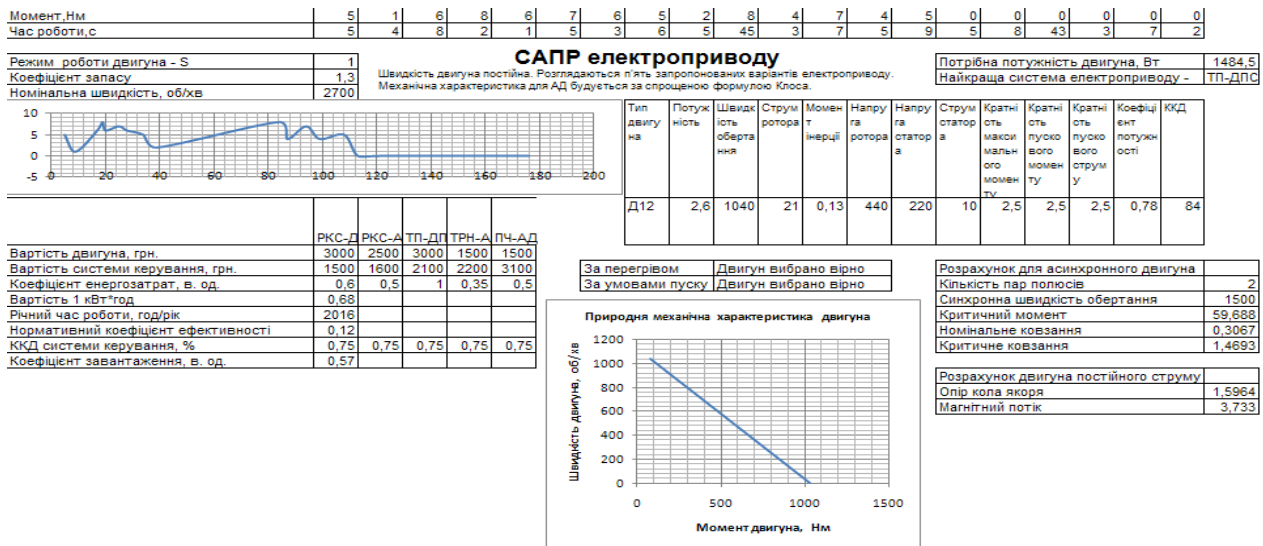 Момент,Нм 5 1 6 8 6 7 6 5 2 8 4 7 4 5 0 0 0 0 0 0
Час роботи,с 5 4 8 2 1 5 3 6 5 45 3 7 5 9 5 8 43 3 7 2
САПР електроприводу
Швидкість двигуна постійна. Розглядаються п'ять запропонованих варіантів електроприводу.
Механічна характеристика для АД будується за спрощеною формулою Клоса.
Режим роботи двигуна - S 1
Коефіцієнт запасу 1,3
Номінальна швидкість, об/хв 2700
Потрібна потужність двигуна, Вт 1484,5
Найкраща система електроприводу - ТП-ДПС
10
5
0
-5
0 20 40 60 80 100 120 140 160 180 200
Тип двигуна Потужність Швидкість обертання Струм ротора Момент інерції Напруга ротора Напруга статора Струм статора Кратність максимального моменту Кратність пускового моменту Кратність пускового струму Коефіцієнт потужності ККД
Д12 2,6 1040 21 0,13 440 220 10 2,5 2,5 2,5 0,78 84
РКС-Д РКС-А ТП-ДП ТРН-А ПЧ-АД
Вартість двигуна, грн. 3000 2500 3000 1500 1500
Вартість системи керування, грн. 1500 1600 2100 2200 3100
Коефіцієнт енергозатрат, в. од. 0,6 0,5 1 0,35 0,5
Вартість 1 кВт*год 0,68
Річний час роботи, год/рік 2016
Нормативний коефіцієнт ефективності 0,12
ККД системи керування, % 0,75 0,75 0,75 0,75 0,75
Коефіцієнт завантаження, в. од. 0,57
За перегрівом Двигун вибрано вірно
За умовами пуску Двигун вибрано вірно
Природня механічна характеристика двигуна
Швидкість двигуна, об/хв
1200
1000
800
600
400
200
0
0 500 1000 1500
Момент двигуна, Нм
Розрахунок для асинхронного двигуна
Кількість пар полюсів 2
Синхронна швидкість обертання 1500
Критичний момент 59,688
Номінальне ковзання 0,3067
Критичне ковзання 1,4693
Розрахунок двигуна постійного струму
Опір кола якоря 1,5964
Магнітний потік 3,733